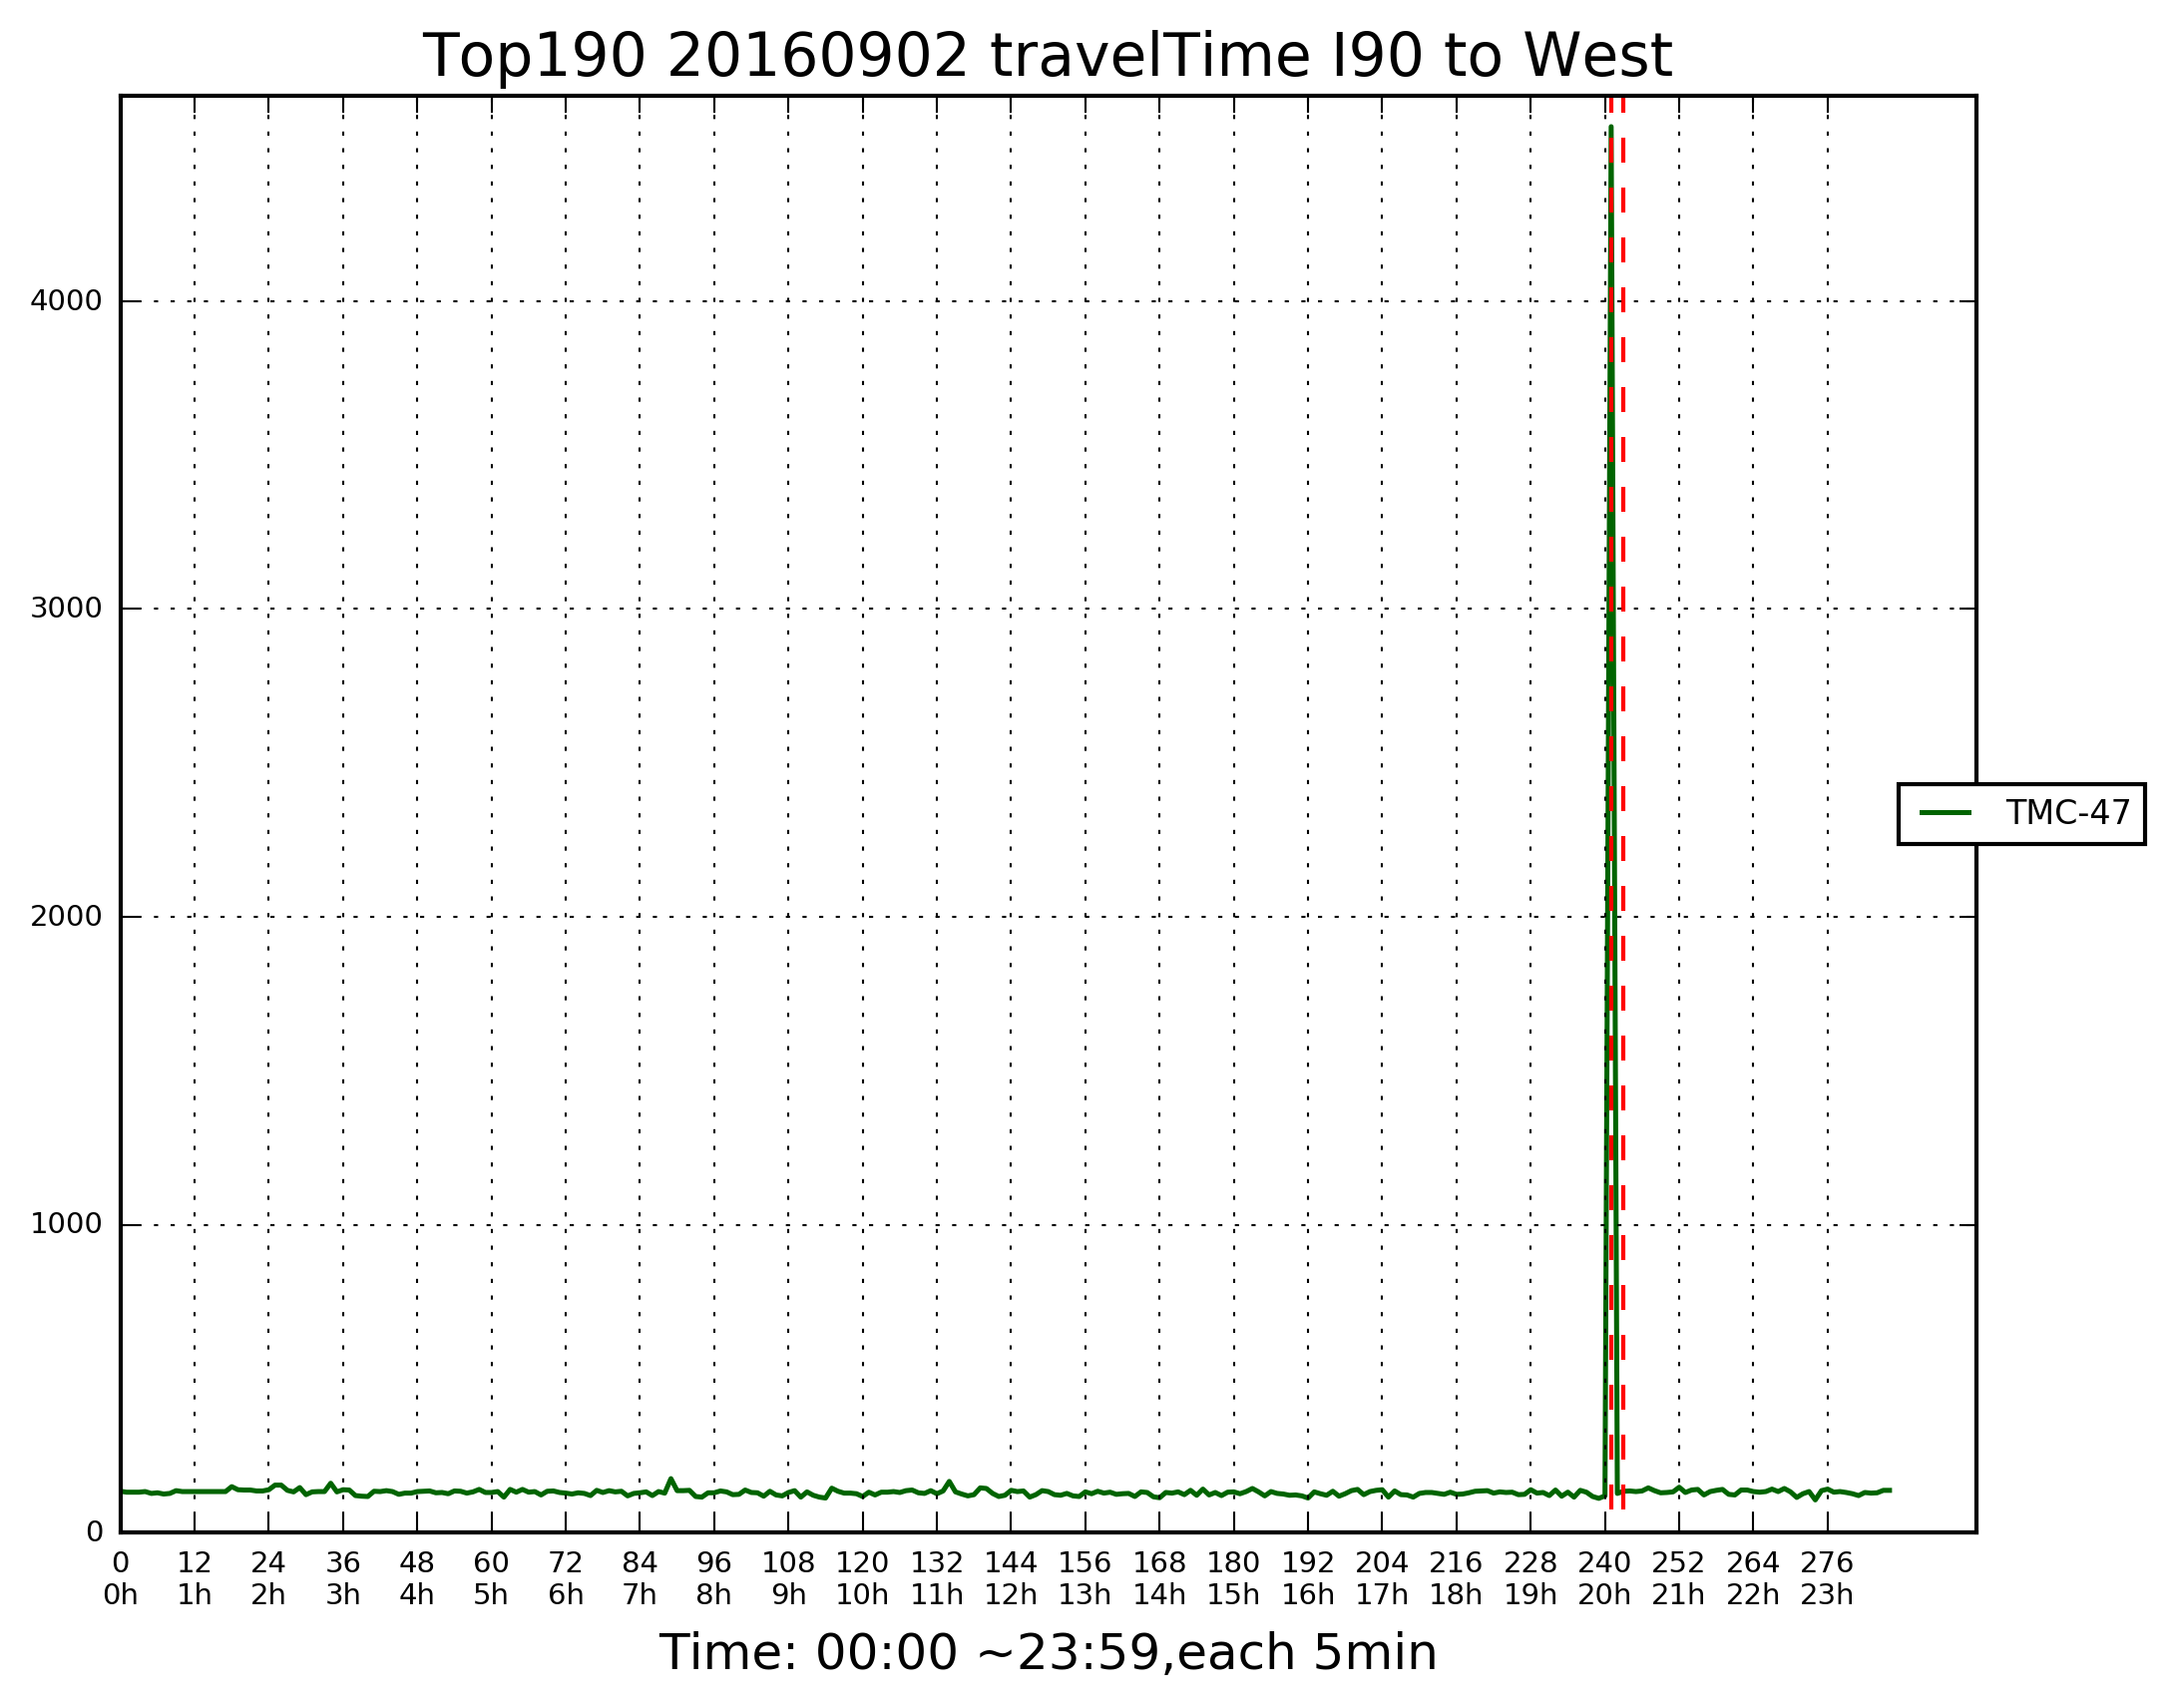 Top190 20160902 travelTime I90 to West
4000
3000
2000
1000
0
TMC-47
0 12 24 36 48 60 72 84 96 108 120 132 144 156 168 180 192 204 216 228 240 252 264 276
0h 1h 2h 3h 4h 5h 6h 7h 8h 9h 10h 11h 12h 13h 14h 15h 16h 17h 18h 19h 20h 21h 22h 23h
Time: 00:00 ~23:59,each 5min